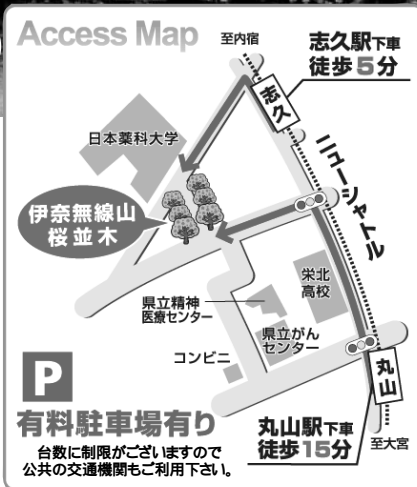 Access Map
至内宿
志久駅下車
徒歩5分
志久
ニューシャトル
日本薬科大学
伊奈無線山
桜並木
栄北
高校
県立精神
医療センター
県立がん
センター
コンビニ
丸山
P
有料駐車場有り
台数に制限がございますので
公共の交通機関もご利用下さい。
丸山駅下車
徒歩15分
至大宮